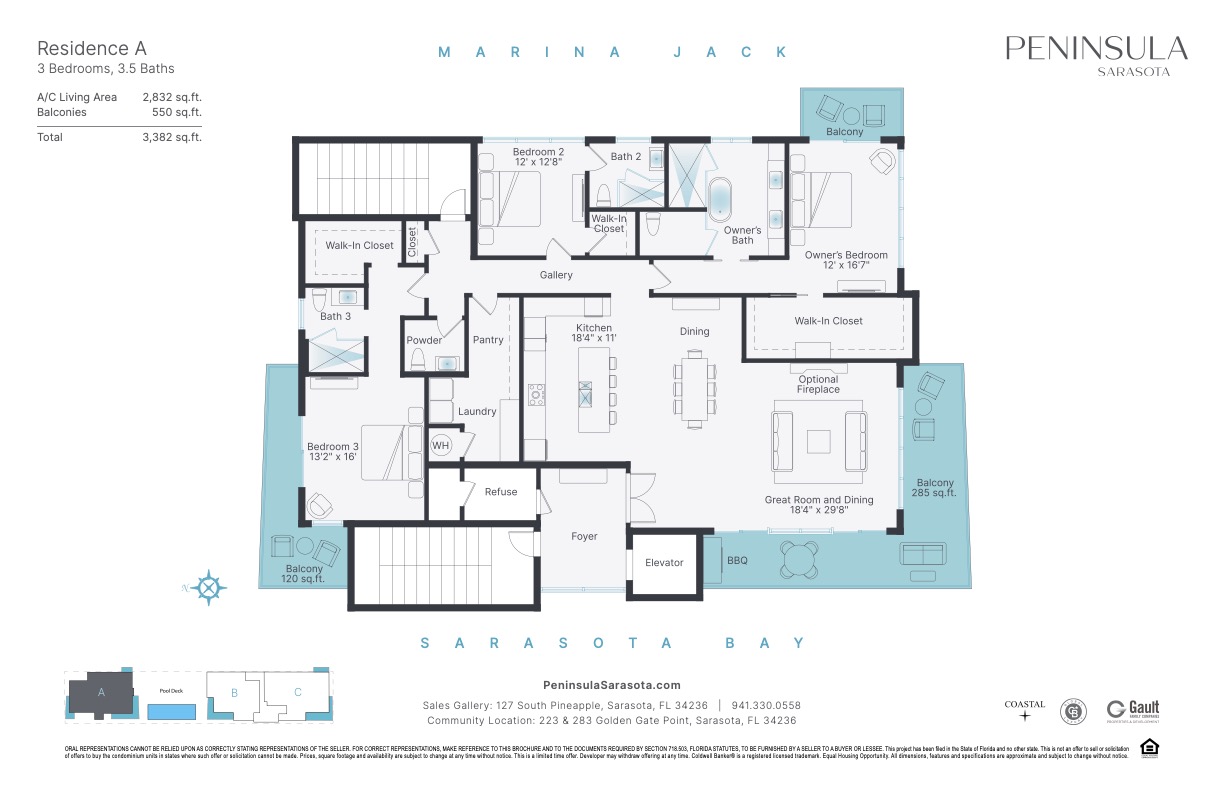 Residence A
3 Bedrooms, 3.5 Baths
A/C Living Area 2,832 sq.ft.
Balconies 550 sq.ft.
Total 3,382 sq.ft.
MARINA JACK
PENINSULA
SARASOTA
Balcony
Bedroom 2
12' x 12'8"
Bath 2
Walk-In
Closet
Owner's
Bath
Owner's Bedroom
12' x 16'7"
Walk-In Closet
Closet
Gallery
Bath 3
Powder
Pantry
Kitchen
18'4" x 11'
Dining
Walk-In Closet
Optional
Fireplace
Laundry
WH
Bedroom 3
13'2" x 16'
Refuse
Great Room and Dining
18'4" x 29'8"
Balcony
285 sq.ft.
Foyer
Elevator
BBQ
Balcony
120 sq.ft.
N
SARASOTA BAY
A
Pool Deck
B
C
PeninsulaSarasota.com
Sales Gallery: 127 South Pineapple, Sarasota, FL 34236 | 941.330.0558
Community Location: 223 & 283 Golden Gate Point, Sarasota, FL 34236
COASTAL
CB
Gault
FAMILY COMPANIES
PROPERTIES & DEVELOPMENT
ORAL REPRESENTATIONS CANNOT BE RELIED UPON AS CORRECTLY STATING REPRESENTATIONS OF THE SELLER. FOR CORRECT REPRESENTATIONS, MAKE REFERENCE TO THIS BROCHURE AND TO THE DOCUMENTS REQUIRED BY SECTION 718.503, FLORIDA STATUTES, TO BE FURNISHED BY A SELLER TO A BUYER OR LESSEE. This project has been filed in the State of Florida and no other state. This is not an offer to sell or solicitation
of offers to buy the condominium units in states where such offer or solicitation cannot be made. Prices, square footage and availability are subject to change at any time without notice. This is a limited time offer. Developer may withdraw offering at any time. Coldwell Banker® is a registered licensed trademark. Equal Housing Opportunity. All dimensions, features and specifications are approximate and subject to change without notice.